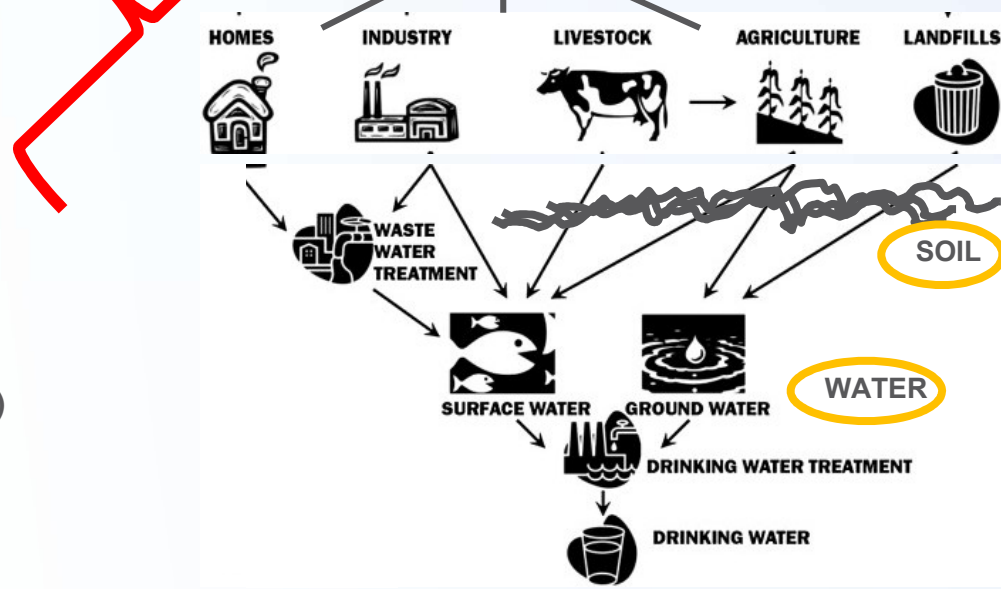 HOMES INDUSTRY LIVESTOCK AGRICULTURE LANDFILLS
WASTE
WATER
TREATMENT
SOIL
SURFACE WATER GROUND WATER
WATER
DRINKING WATER TREATMENT
DRINKING WATER